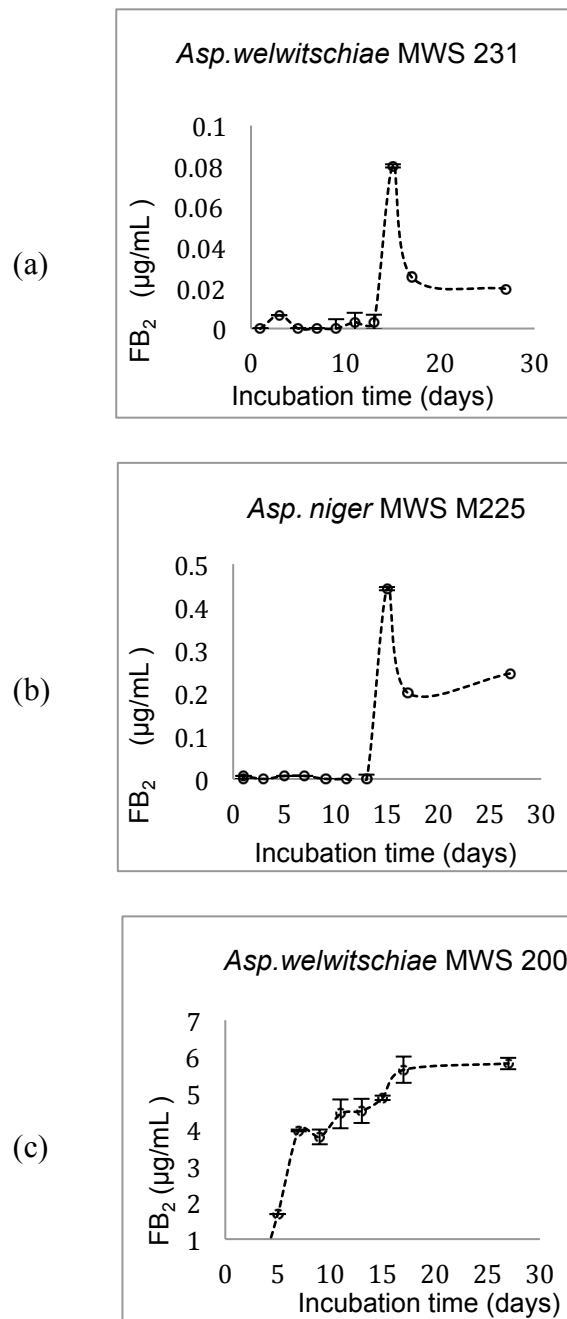 (a)
Asp.welwitschiae MWS 231
FB2 (µg/mL )
0.1
0.08
0.06
0.04
0.02
0
0 10 20 30
Incubation time (days)
(b)
Asp. niger MWS M225
FB2 (µg/mL )
0.5
0.4
0.3
0.2
0.1
0
0 5 10 15 20 25 30
Incubation time (days)
(c)
Asp.welwitschiae MWS 200
FB2 (µg/mL )
7
6
5
4
3
2
1
0 5 10 15 20 25 30
Incubation time (days)